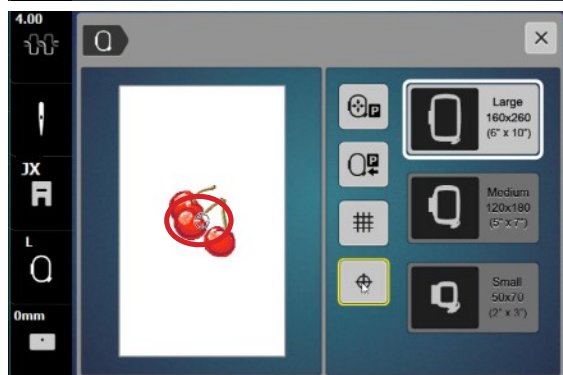 4.00
JX
L
0mm
P
P
Large
160x260
(6" x 10")
Medium
120x180
(5" x 7")
Small
50x70
(2" x 3")